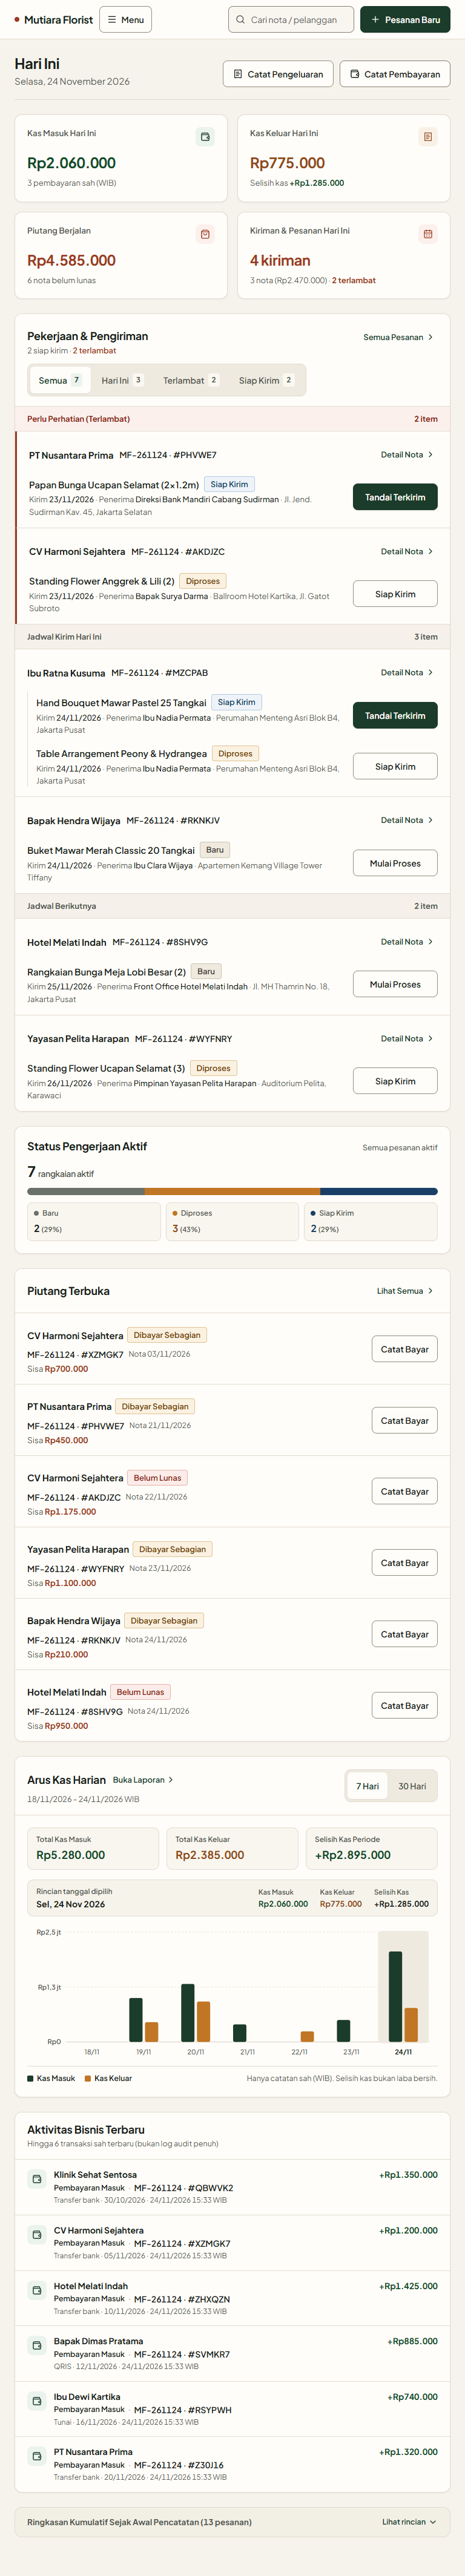 Mutiara Florist
Menu
Cari nota / pelanggan
Pesanan Baru
Hari Ini
Selasa, 24 November 2026
Catat Pengeluaran
Catat Pembayaran
Kas Masuk Hari Ini
Rp2.060.000
3 pembayaran sah (WIB)
Kas Keluar Hari Ini
Rp775.000
Selisih kas +Rp1.285.000
Piutang Berjalan
Rp4.585.000
6 nota belum lunas
Kiriman & Pesanan Hari Ini
4 kiriman
3 nota (Rp2.470.000) · 2 terlambat
Pekerjaan & Pengiriman
2 siap kirim · 2 terlambat
Semua Pesanan
Semua 7
Hari Ini 3
Terlambat 2
Siap Kirim 2
Perlu Perhatian (Terlambat)
2 item
PT Nusantara Prima MF-261124 · #PHVWE7
Detail Nota
Papan Bunga Ucapan Selamat (2×1.2m) Siap Kirim
Kirim 23/11/2026 · Penerima Direksi Bank Mandiri Cabang Sudirman · Jl. Jend.
Sudirman Kav. 45, Jakarta Selatan
Tandai Terkirim
CV Harmoni Sejahtera MF-261124 · #AKDJZC
Detail Nota
Standing Flower Anggrek & Lili (2) Diproses
Kirim 23/11/2026 · Penerima Bapak Surya Darma · Ballroom Hotel Kartika, Jl. Gatot
Subroto
Siap Kirim
Jadwal Kirim Hari Ini
3 item
Ibu Ratna Kusuma MF-261124 · #MZCPAB
Detail Nota
Hand Bouquet Mawar Pastel 25 Tangkai Siap Kirim
Kirim 24/11/2026 · Penerima Ibu Nadia Permata · Perumahan Menteng Asri Blok B4,
Jakarta Pusat
Tandai Terkirim
Table Arrangement Peony & Hydrangea Diproses
Kirim 24/11/2026 · Penerima Ibu Nadia Permata · Perumahan Menteng Asri Blok B4,
Jakarta Pusat
Siap Kirim
Bapak Hendra Wijaya MF-261124 · #RKNKJV
Detail Nota
Buket Mawar Merah Classic 20 Tangkai Baru
Kirim 24/11/2026 · Penerima Ibu Clara Wijaya · Apartemen Kemang Village Tower
Tiffany
Mulai Proses
Jadwal Berikutnya
2 item
Hotel Melati Indah MF-261124 · #8SHV9G
Detail Nota
Rangkaian Bunga Meja Lobi Besar (2) Baru
Kirim 25/11/2026 · Penerima Front Office Hotel Melati Indah · Jl. MH Thamrin No. 18,
Jakarta Pusat
Mulai Proses
Yayasan Pelita Harapan MF-261124 · #WYFNRY
Detail Nota
Standing Flower Ucapan Selamat (3) Diproses
Kirim 26/11/2026 · Penerima Pimpinan Yayasan Pelita Harapan · Auditorium Pelita,
Karawaci
Siap Kirim
Status Pengerjaan Aktif
Semua pesanan aktif
7 rangkaian aktif
Baru
2 (29%)
Diproses
3 (43%)
Siap Kirim
2 (29%)
Piutang Terbuka
Lihat Semua
CV Harmoni Sejahtera Dibayar Sebagian
MF-261124 · #XZMGK7 Nota 03/11/2026
Sisa Rp700.000
Catat Bayar
PT Nusantara Prima Dibayar Sebagian
MF-261124 · #PHVWE7 Nota 21/11/2026
Sisa Rp450.000
Catat Bayar
CV Harmoni Sejahtera Belum Lunas
MF-261124 · #AKDJZC Nota 22/11/2026
Sisa Rp1.175.000
Catat Bayar
Yayasan Pelita Harapan Dibayar Sebagian
MF-261124 · #WYFNRY Nota 23/11/2026
Sisa Rp1.100.000
Catat Bayar
Bapak Hendra Wijaya Dibayar Sebagian
MF-261124 · #RKNKJV Nota 24/11/2026
Sisa Rp210.000
Catat Bayar
Hotel Melati Indah Belum Lunas
MF-261124 · #8SHV9G Nota 24/11/2026
Sisa Rp950.000
Catat Bayar
Arus Kas Harian
Buka Laporan
18/11/2026 - 24/11/2026 WIB
7 Hari
30 Hari
Total Kas Masuk
Rp5.280.000
Total Kas Keluar
Rp2.385.000
Selisih Kas Periode
+Rp2.895.000
Rincian tanggal dipilih
Sel, 24 Nov 2026
Kas Masuk
Rp2.060.000
Kas Keluar
Rp775.000
Selisih Kas
+Rp1.285.000
Rp2,5 jt
Rp1,3 jt
Rp0
18/11
19/11
20/11
21/11
22/11
23/11
24/11
Kas Masuk
Kas Keluar
Hanya catatan sah (WIB). Selisih kas bukan laba bersih.
Aktivitas Bisnis Terbaru
Hingga 6 transaksi sah terbaru (bukan log audit penuh)
Klinik Sehat Sentosa
+Rp1.350.000
Pembayaran Masuk · MF-261124 · #QBWVK2
Transfer bank · 30/10/2026 · 24/11/2026 15:33 WIB
CV Harmoni Sejahtera
+Rp1.200.000
Pembayaran Masuk · MF-261124 · #XZMGK7
Transfer bank · 05/11/2026 · 24/11/2026 15:33 WIB
Hotel Melati Indah
+Rp1.425.000
Pembayaran Masuk · MF-261124 · #ZHXQZN
Transfer bank · 10/11/2026 · 24/11/2026 15:33 WIB
Bapak Dimas Pratama
+Rp885.000
Pembayaran Masuk · MF-261124 · #SVMKR7
QRIS · 12/11/2026 · 24/11/2026 15:33 WIB
Ibu Dewi Kartika
+Rp740.000
Pembayaran Masuk · MF-261124 · #RSYPWH
Tunai · 16/11/2026 · 24/11/2026 15:33 WIB
PT Nusantara Prima
+Rp1.320.000
Pembayaran Masuk · MF-261124 · #Z30J16
Transfer bank · 20/11/2026 · 24/11/2026 15:33 WIB
Ringkasan Kumulatif Sejak Awal Pencatatan (13 pesanan)
Lihat rincian